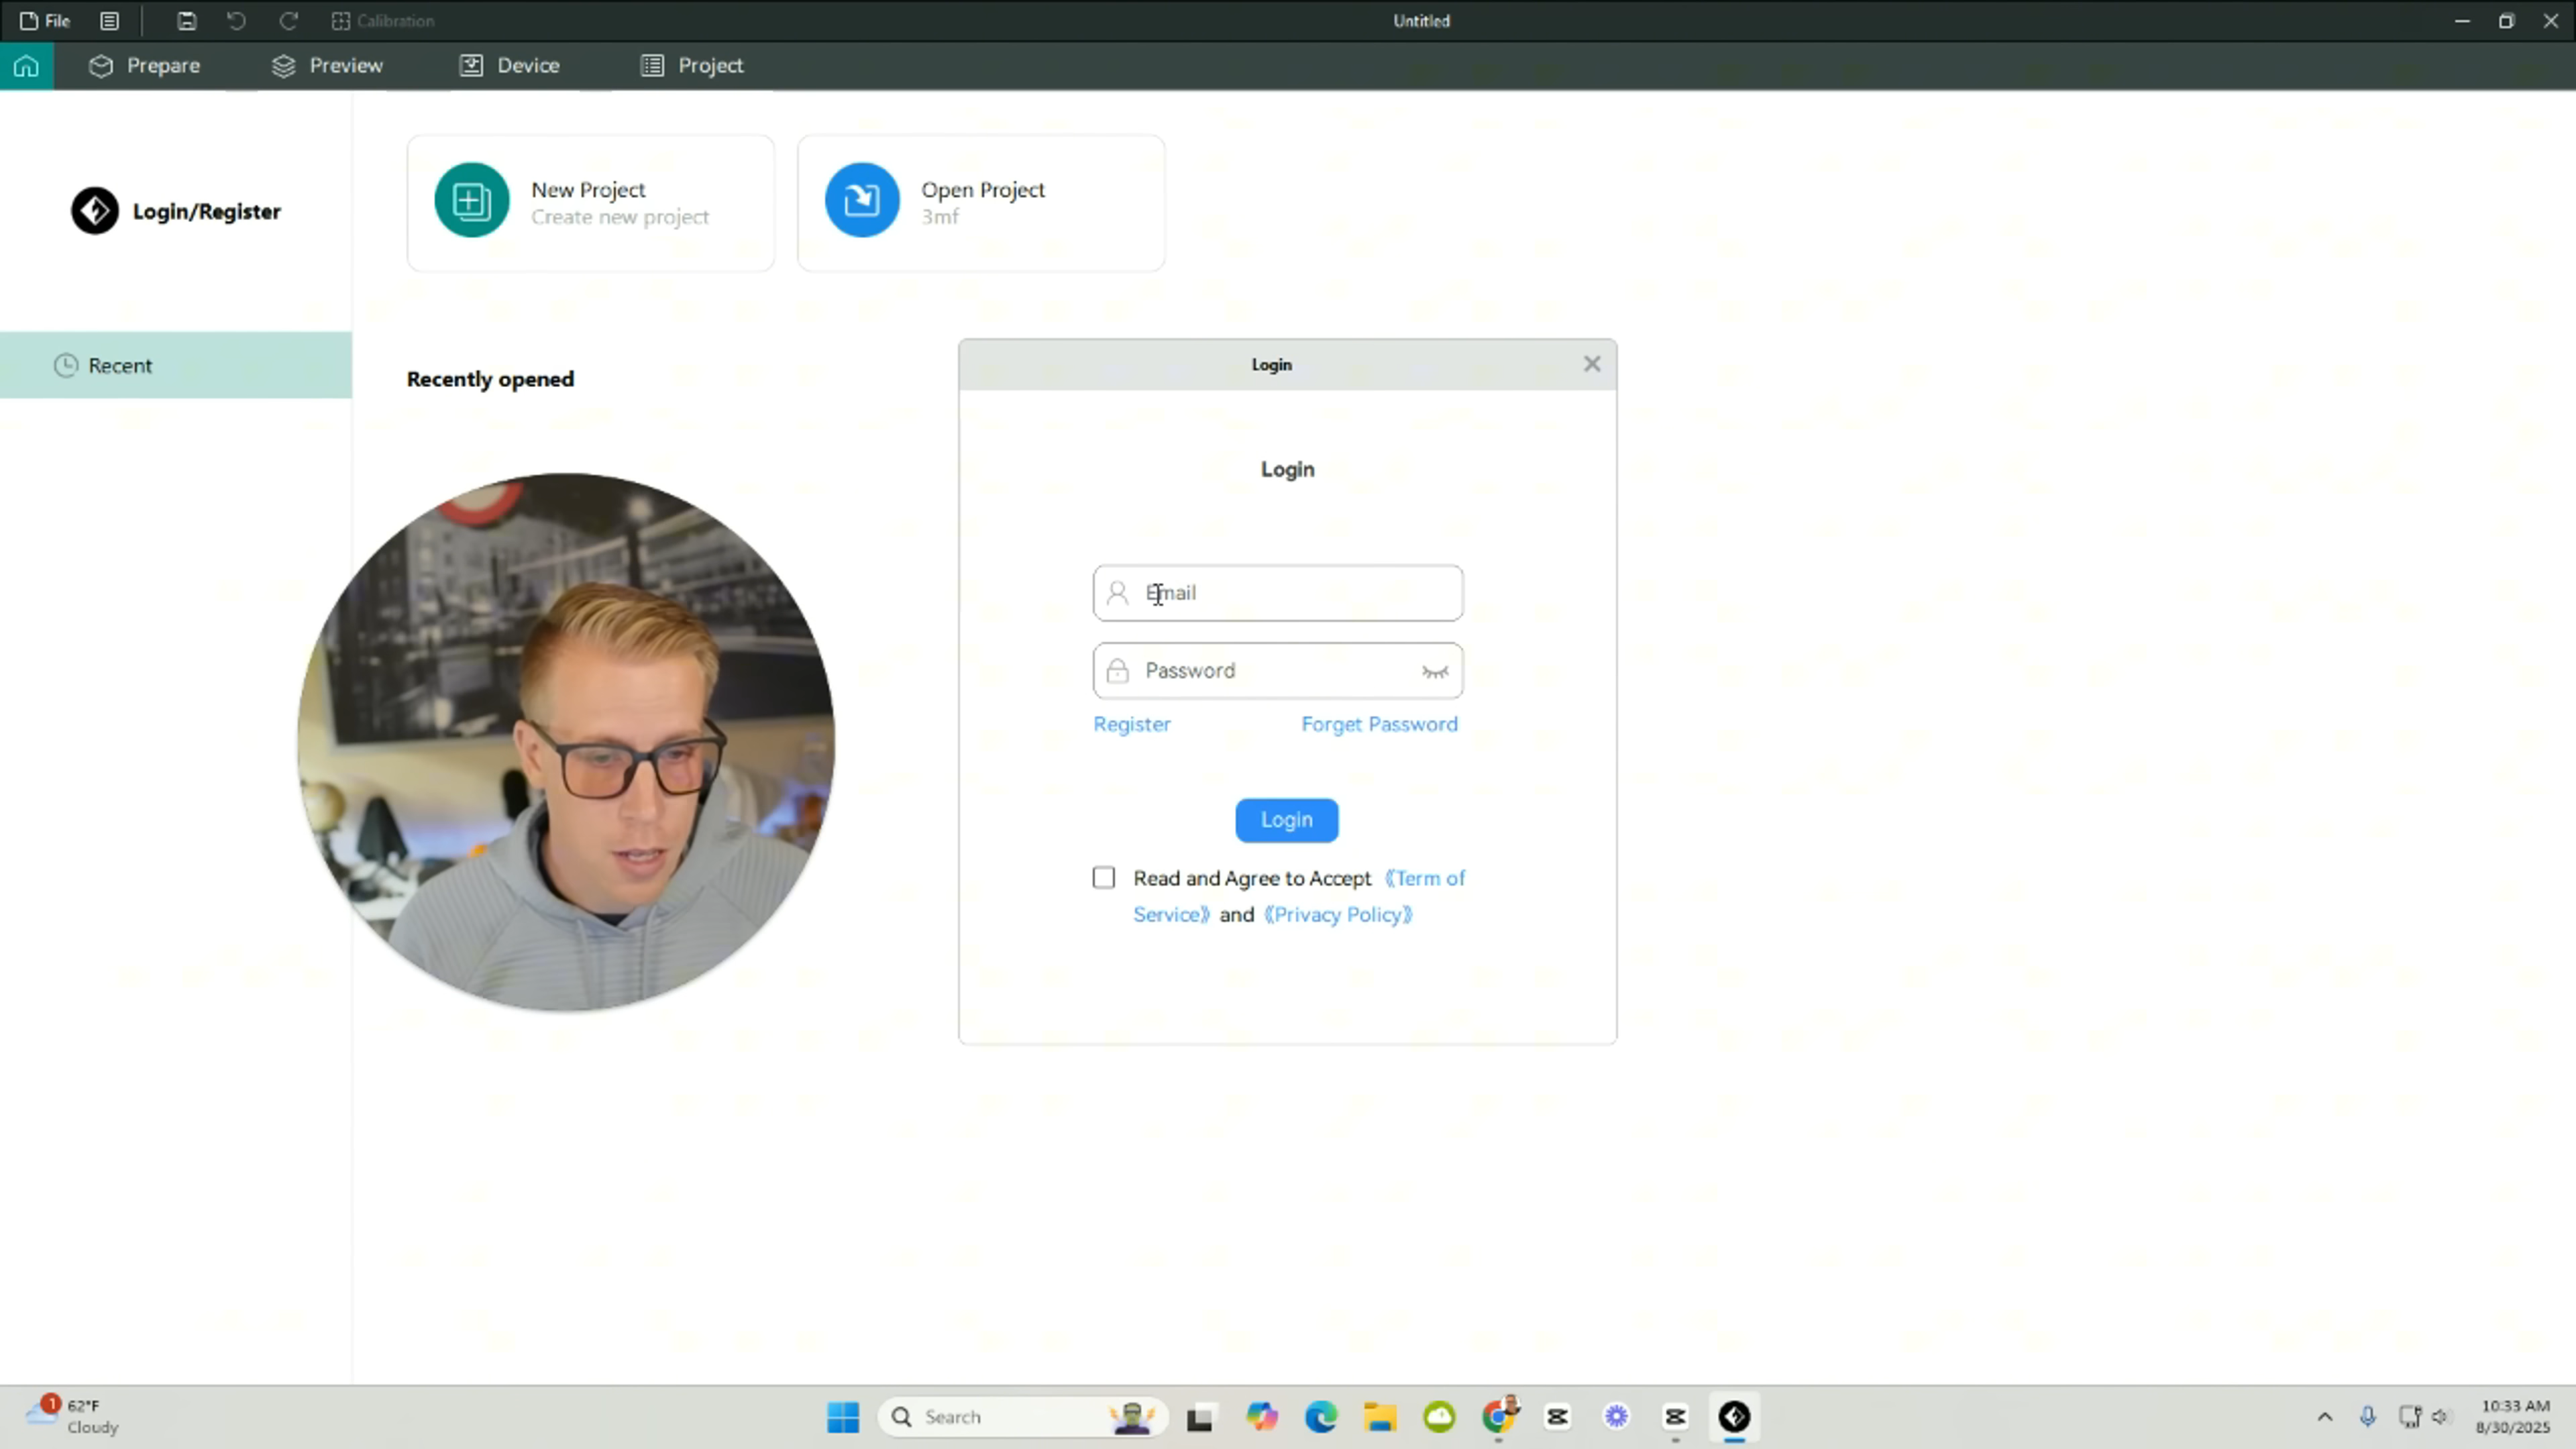 File
Calibration
Untitled
Prepare
Preview
Device
Project
Login/Register
New Project
Create new project
Open Project
3mf
Recent
Recently opened
Login
Login
Email
Password
Register
Forget Password
Login
Read and Agree to Accept 《Term of
Service》 and 《Privacy Policy》
1
62°F
Cloudy
Search
10:33 AM
8/30/2025